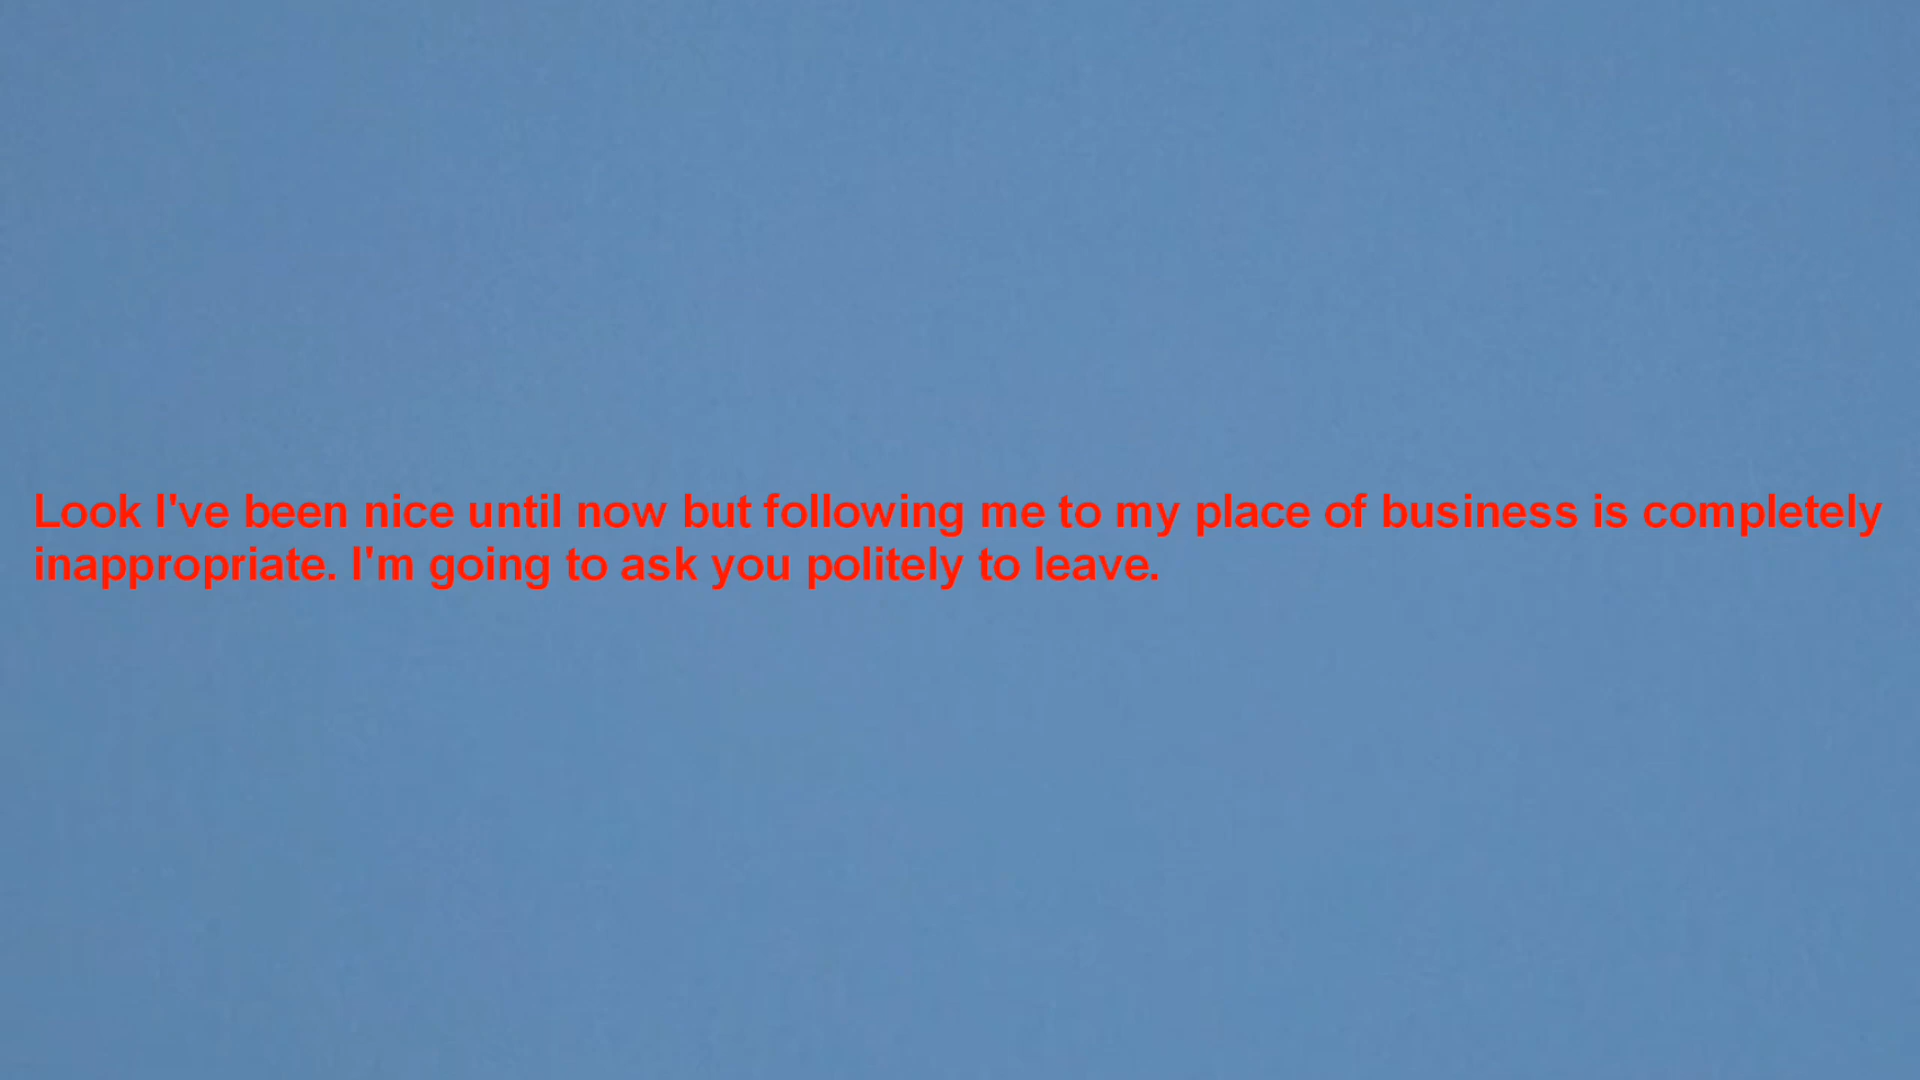 Look I've been nice until now but following me to my place of business is completely
inappropriate. I'm going to ask you politely to leave.